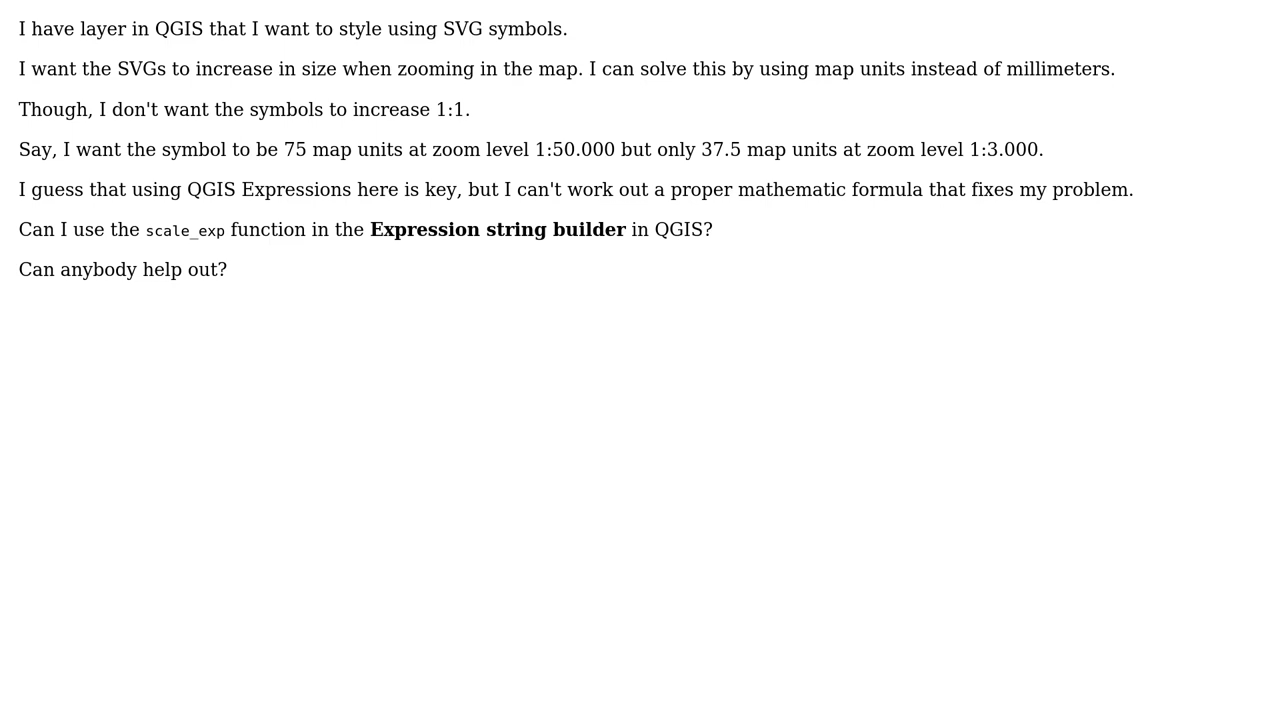 I have layer in QGIS that I want to style using SVG symbols.
I want the SVGs to increase in size when zooming in the map. I can solve this by using map units instead of millimeters.
Though, I don't want the symbols to increase 1:1.
Say, I want the symbol to be 75 map units at zoom level 1:50.000 but only 37.5 map units at zoom level 1:3.000.
I guess that using QGIS Expressions here is key, but I can't work out a proper mathematic formula that fixes my problem.
Can I use the scale_exp function in the Expression string builder in QGIS?
Can anybody help out?